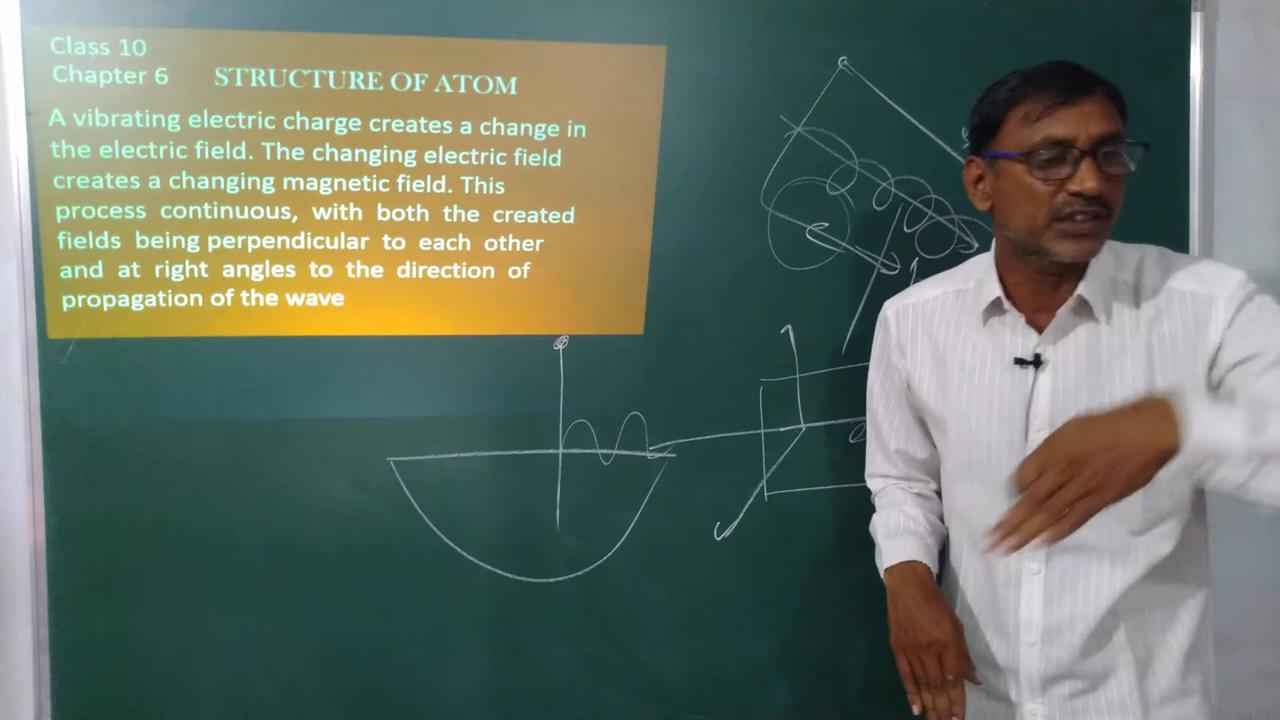 Class 10
Chapter 6 STRUCTURE OF ATOM
A vibrating electric charge creates a change in
the electric field. The changing electric field
creates a changing magnetic field. This
process continuous, with both the created
fields being perpendicular to each other
and at right angles to the direction of
propagation of the wave